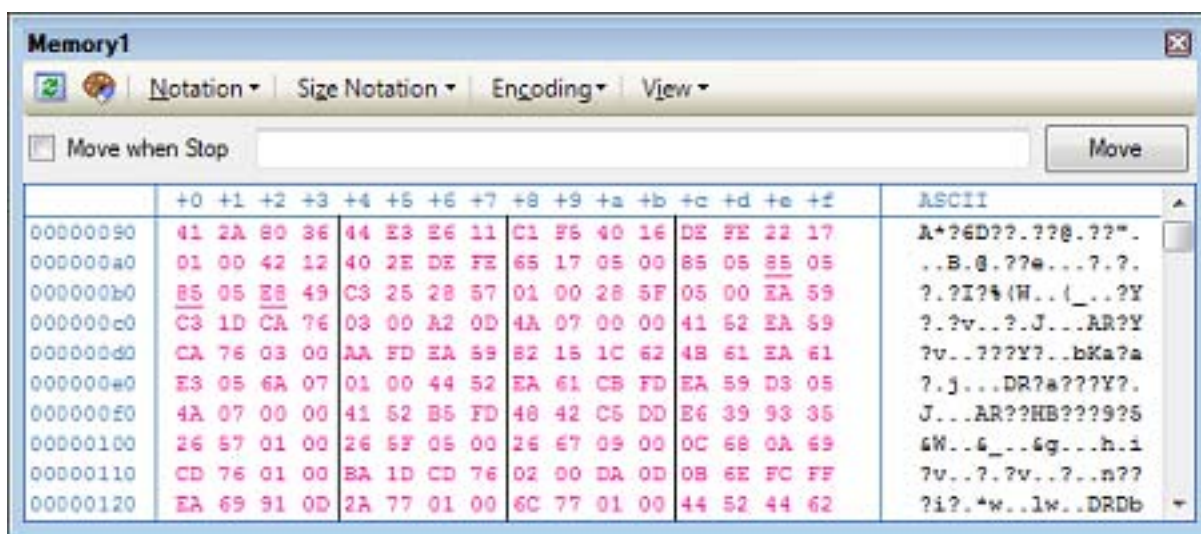 Memory1
Notation Size Notation Encoding View
Move when Stop Move
+0 +1 +2 +3 +4 +5 +6 +7 +8 +9 +a +b +c +d +e +f ASCII
00000090 41 2A 80 36 44 E3 E6 11 C1 F5 40 16 DE FE 22 17 A*?6D??.??@.??".
000000a0 01 00 42 12 40 2E DE FE 65 17 05 00 85 05 85 05 ..B.@.??e...?.?.
000000b0 85 05 E8 49 C3 25 28 57 01 00 28 5F 05 00 EA 59 ?.?I?%(W..(_..?Y
000000c0 C3 1D CA 76 03 00 A2 0D 4A 07 00 00 41 52 EA 59 ?.?v..?.J...AR?Y
000000d0 CA 76 03 00 AA FD EA 59 82 15 1C 62 4B 61 EA 61 ?v..???Y?..bKa?a
000000e0 E3 05 6A 07 01 00 44 52 EA 61 CB FD EA 59 D3 05 ?.j...DR?a???Y?.
000000f0 4A 07 00 00 41 52 B5 FD 48 42 C5 DD E6 39 93 35 J...AR??HB???9?5
00000100 26 57 01 00 26 5F 05 00 26 67 09 00 0C 68 0A 69 &W..&_..&g...h.i
00000110 CD 76 01 00 BA 1D CD 76 02 00 DA 0D 0B 6E FC FF ?v..?.?v..?..n??
00000120 EA 69 91 0D 2A 77 01 00 6C 77 01 00 44 52 44 62 ?i?.*w..lw..DRDb